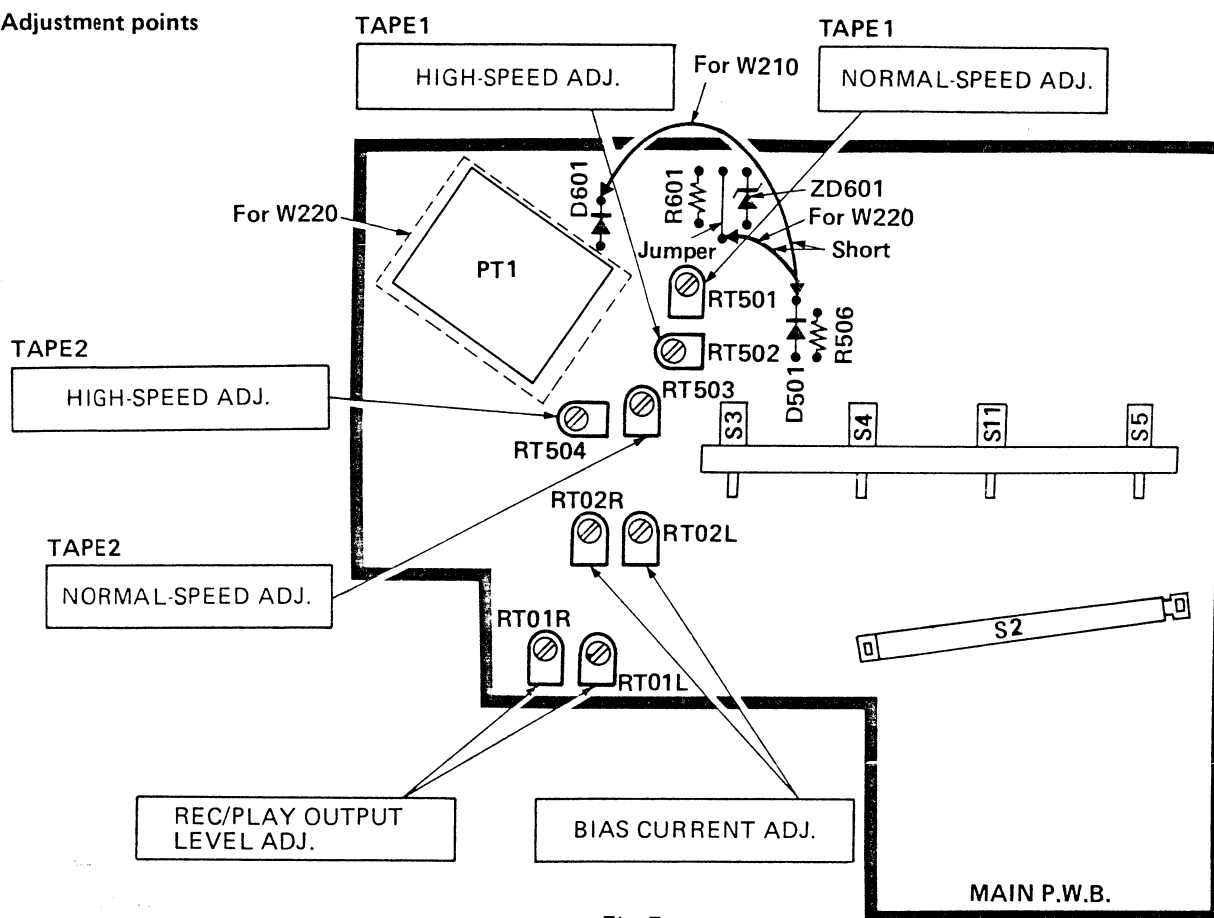 Adjustment points
TAPE1
HIGH-SPEED ADJ.
For W210
TAPE1
NORMAL-SPEED ADJ.
D601
R601
ZD601
For W220
For W220
Jumper
Short
PT1
RT501
RT502
R506
D501
TAPE2
HIGH-SPEED ADJ.
RT503
RT504
S3
S4
S11
S5
RT02R
RT02L
TAPE2
NORMAL-SPEED ADJ.
RT01R
RT01L
S2
REC/PLAY OUTPUT
LEVEL ADJ.
BIAS CURRENT ADJ.
MAIN P.W.B.